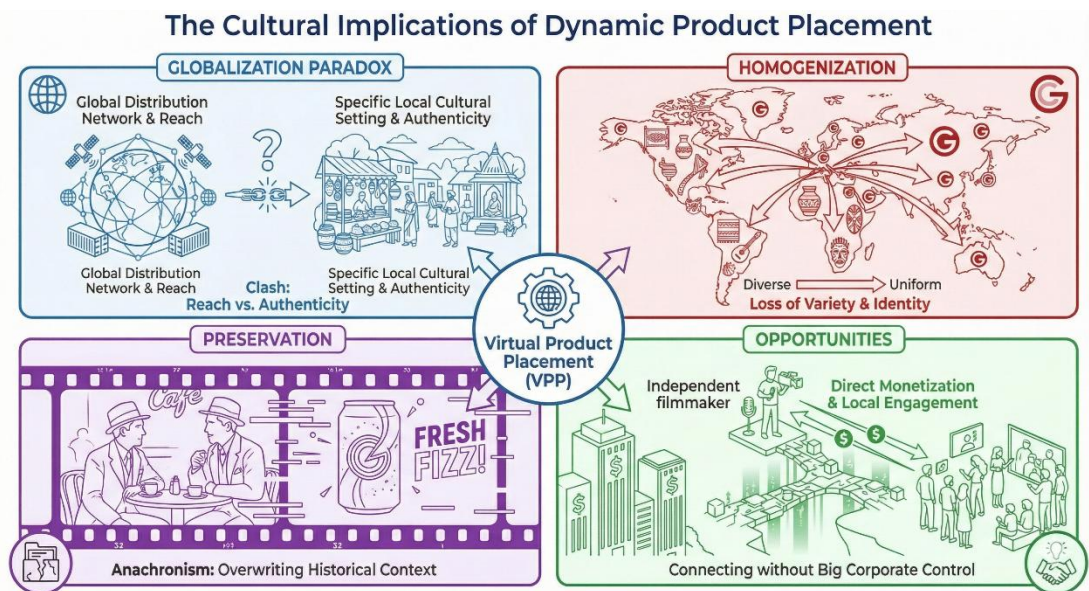 The Cultural Implications of Dynamic Product Placement
GLOBALIZATION PARADOX
Global Distribution
Network & Reach
Specific Local Cultural
Setting & Authenticity
?
Global Distribution
Network & Reach
Specific Local Cultural
Setting & Authenticity
Clash:
Reach vs. Authenticity
HOMOGENIZATION
G
G
G
G
G
G
G
G
G
G
Diverse
Uniform
Loss of Variety & Identity
Virtual Product
Placement
(VPP)
PRESERVATION
Cafe
FRESH
FIZZ!
32
32
Anachronism: Overwriting Historical Context
OPPORTUNITIES
Independent
filmmaker
Direct Monetization
& Local Engagement
$
$
$
$
$
Connecting without Big Corporate Control